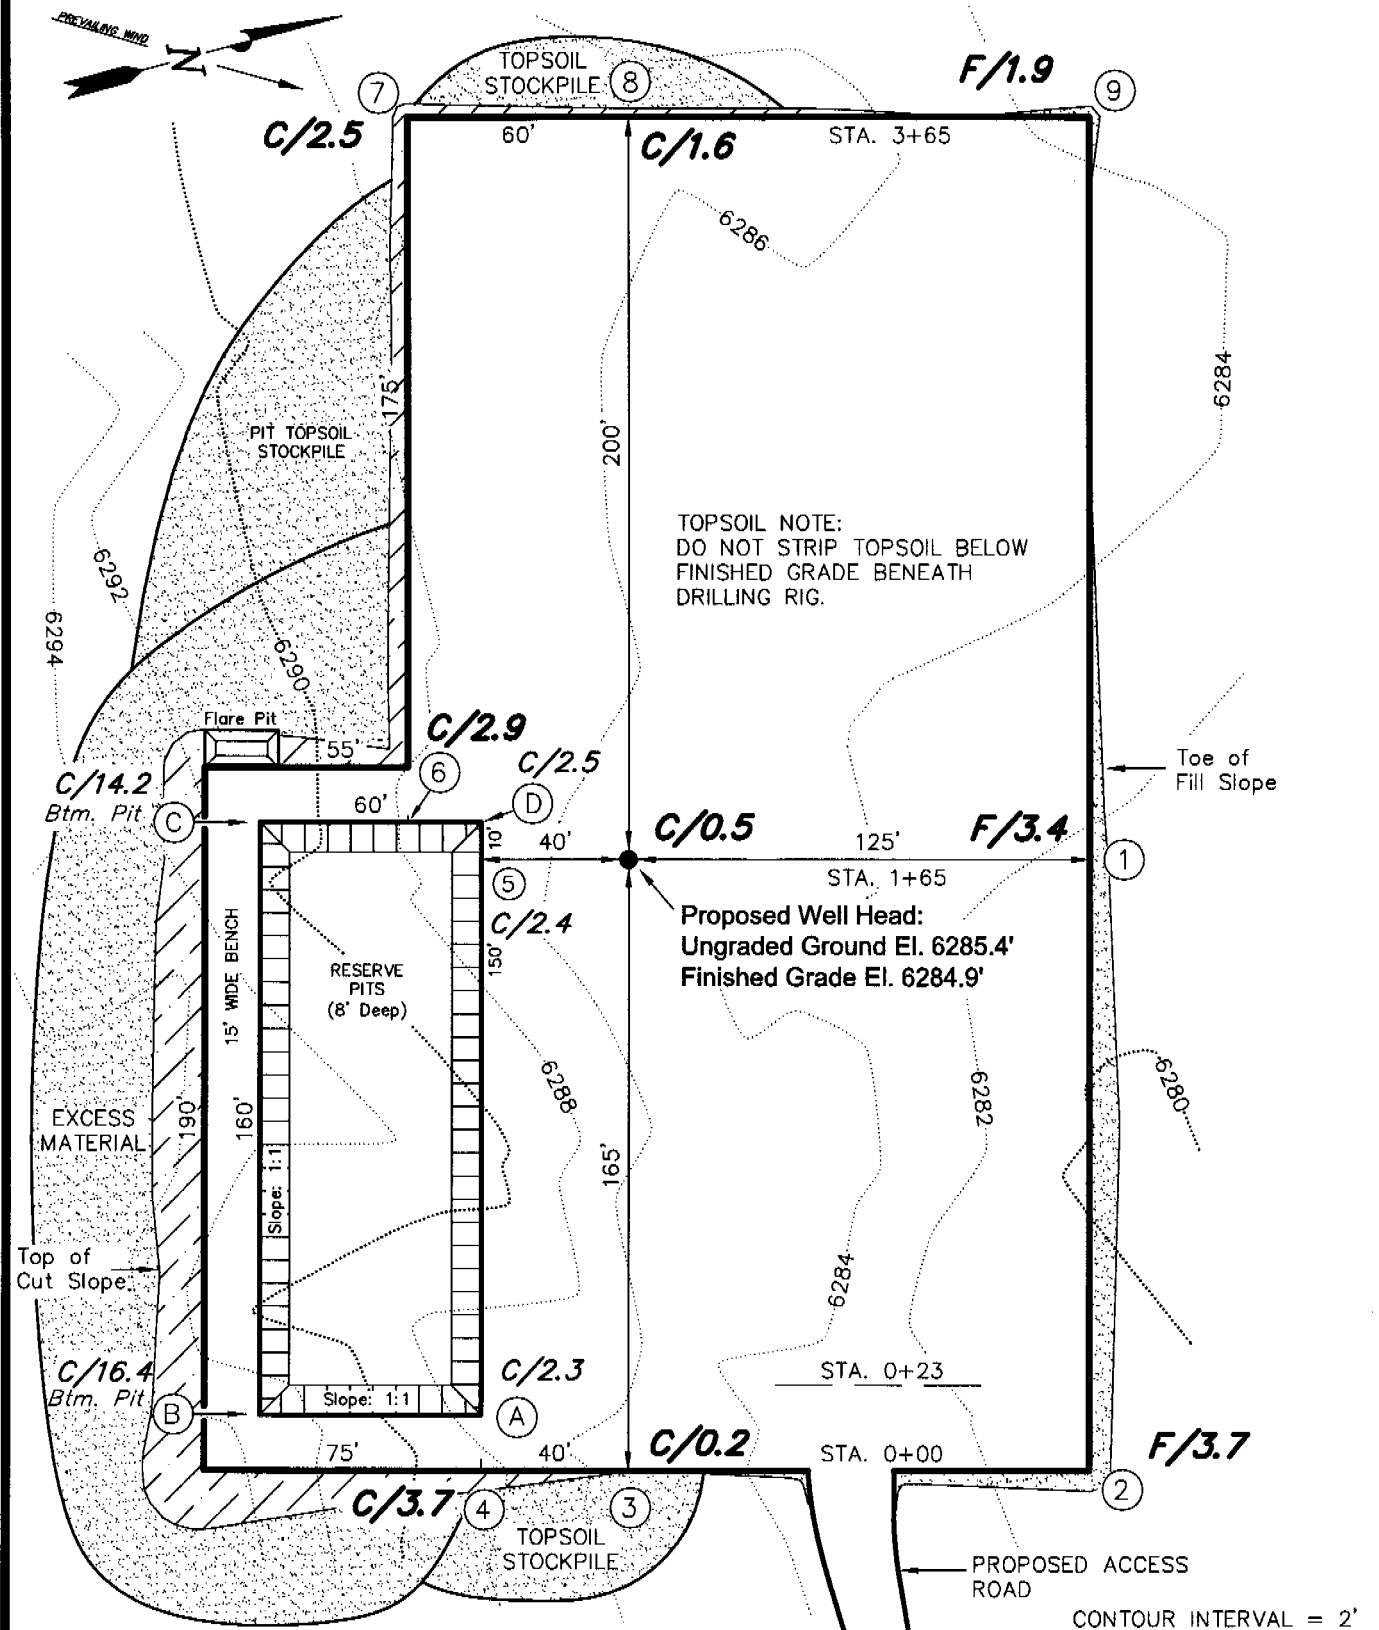 PREVAILING WIND
N
TOPSOIL
STOCKPILE
8
F/1.9
9
7
C/2.5
60'
C/1.6
STA. 3+65
6286
6284
175'
200'
PIT TOPSOIL
STOCKPILE
TOPSOIL NOTE:
DO NOT STRIP TOPSOIL BELOW
FINISHED GRADE BENEATH
DRILLING RIG.
6292
6294
6290
Flare Pit
55'
C/2.9
6
C/2.5
D
C/14.2
Btm. Pit
C
60'
10'
40'
C/0.5
F/3.4
125'
1
STA. 1+65
Toe of
Fill Slope
5
C/2.4
150'
Proposed Well Head:
Ungraded Ground El. 6285.4'
Finished Grade El. 6284.9'
15' WIDE BENCH
RESERVE
PITS
(8' Deep)
6288
6282
6280
EXCESS
MATERIAL
190'
160'
Slope: 1:1
165'
Top of
Cut Slope
6284
C/16.4
Btm. Pit
B
C/2.3
A
Slope: 1:1
STA. 0+23
75'
40'
C/0.2
STA. 0+00
F/3.7
2
C/3.7
4
3
TOPSOIL
STOCKPILE
PROPOSED ACCESS
ROAD
CONTOUR INTERVAL = 2'